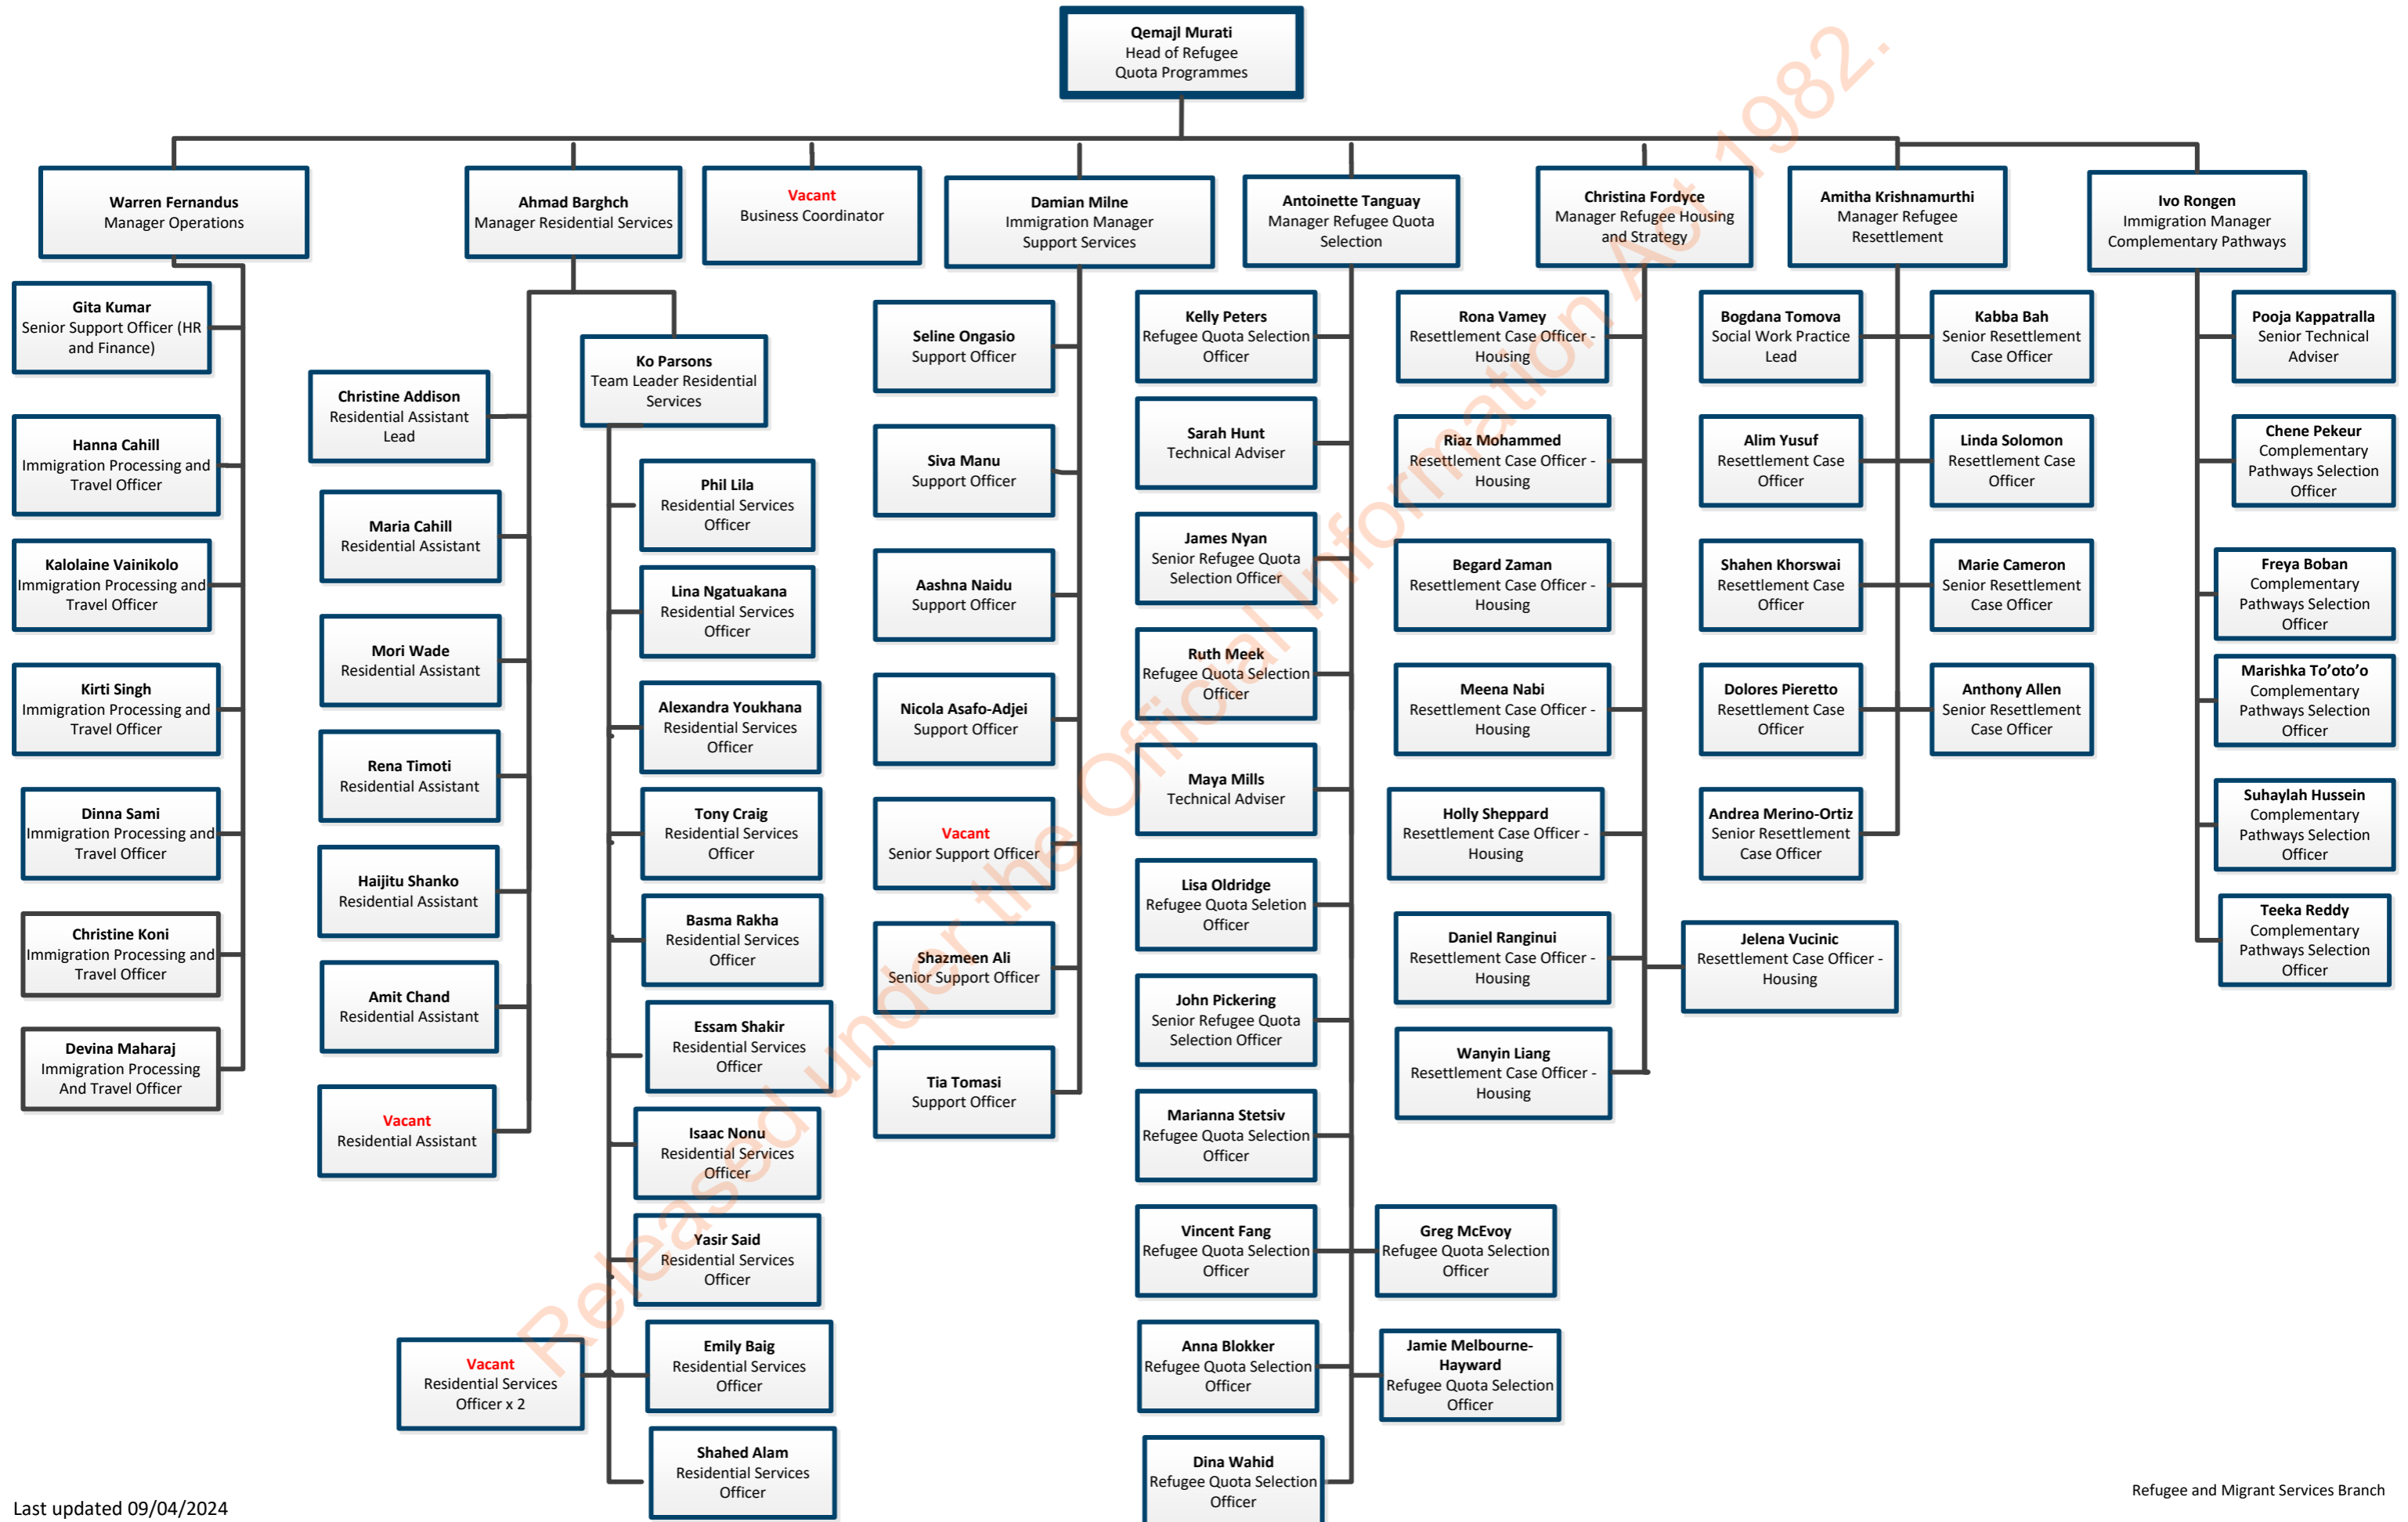 Qemajl Murati
Head of Refugee
Quota Programmes
Warren Fernandus
Manager Operations
Ahmad Barghch
Manager Residential Services
Vacant
Business Coordinator
Damian Milne
Immigration Manager
Support Services
Antoinette Tanguay
Manager Refugee Quota
Selection
Christina Fordyce
Manager Refugee Housing
and Strategy
Amitha Krishnamurthi
Manager Refugee
Resettlement
Ivo Rongen
Immigration Manager
Complementary Pathways
Gita Kumar
Senior Support Officer (HR
and Finance)
Hanna Cahill
Immigration Processing and
Travel Officer
Kalolaine Vainikolo
Immigration Processing and
Travel Officer
Kirti Singh
Immigration Processing and
Travel Officer
Dinna Sami
Immigration Processing and
Travel Officer
Christine Koni
Immigration Processing and
Travel Officer
Devina Maharaj
Immigration Processing
And Travel Officer
Christine Addison
Residential Assistant
Lead
Maria Cahill
Residential Assistant
Mori Wade
Residential Assistant
Rena Timoti
Residential Assistant
Haijitu Shanko
Residential Assistant
Amit Chand
Residential Assistant
Vacant
Residential Assistant
Ko Parsons
Team Leader Residential
Services
Phil Lila
Residential Services
Officer
Lina Ngatuakana
Residential Services
Officer
Alexandra Youkhana
Residential Services
Officer
Tony Craig
Residential Services
Officer
Basma Rakha
Residential Services
Officer
Essam Shakir
Residential Services
Officer
Isaac Nonu
Residential Services
Officer
Yasir Said
Residential Services
Officer
Vacant
Residential Services
Officer x 2
Emily Baig
Residential Services
Officer
Shahed Alam
Residential Services
Officer
Seline Ongasio
Support Officer
Siva Manu
Support Officer
Aashna Naidu
Support Officer
Nicola Asafo-Adjei
Support Officer
Vacant
Senior Support Officer
Shazmeen Ali
Senior Support Officer
Tia Tomasi
Support Officer
Kelly Peters
Refugee Quota Selection
Officer
Sarah Hunt
Technical Adviser
James Nyan
Senior Refugee Quota
Selection Officer
Ruth Meek
Refugee Quota Selection
Officer
Maya Mills
Technical Adviser
Lisa Oldridge
Refugee Quota Seletion
Officer
John Pickering
Senior Refugee Quota
Selection Officer
Marianna Stetsiv
Refugee Quota Selection
Officer
Vincent Fang
Refugee Quota Selection
Officer
Greg McEvoy
Refugee Quota Selection
Officer
Anna Blokker
Refugee Quota Selection
Officer
Jamie Melbourne-
Hayward
Refugee Quota Selection
Officer
Dina Wahid
Refugee Quota Selection
Officer
Rona Vamey
Resettlement Case Officer -
Housing
Riaz Mohammed
Resettlement Case Officer -
Housing
Begard Zaman
Resettlement Case Officer -
Housing
Meena Nabi
Resettlement Case Officer -
Housing
Holly Sheppard
Resettlement Case Officer -
Housing
Daniel Ranginui
Resettlement Case Officer -
Housing
Jelena Vucinic
Resettlement Case Officer -
Housing
Wanyin Liang
Resettlement Case Officer -
Housing
Bogdana Tomova
Social Work Practice
Lead
Kabba Bah
Senior Resettlement
Case Officer
Alim Yusuf
Resettlement Case
Officer
Linda Solomon
Resettlement Case
Officer
Shahen Khorswai
Resettlement Case
Officer
Marie Cameron
Senior Resettlement
Case Officer
Dolores Pieretto
Resettlement Case
Officer
Anthony Allen
Senior Resettlement
Case Officer
Andrea Merino-Ortiz
Senior Resettlement
Case Officer
Pooja Kappatralla
Senior Technical
Adviser
Chene Pekeur
Complementary
Pathways Selection
Officer
Freya Boban
Complementary
Pathways Selection
Officer
Marishka To’oto’o
Complementary
Pathways Selection
Officer
Suhaylah Hussein
Complementary
Pathways Selection
Officer
Teeka Reddy
Complementary
Pathways Selection
Officer
Released under the Official Information Act 1982.
Last updated 09/04/2024
Refugee and Migrant Services Branch